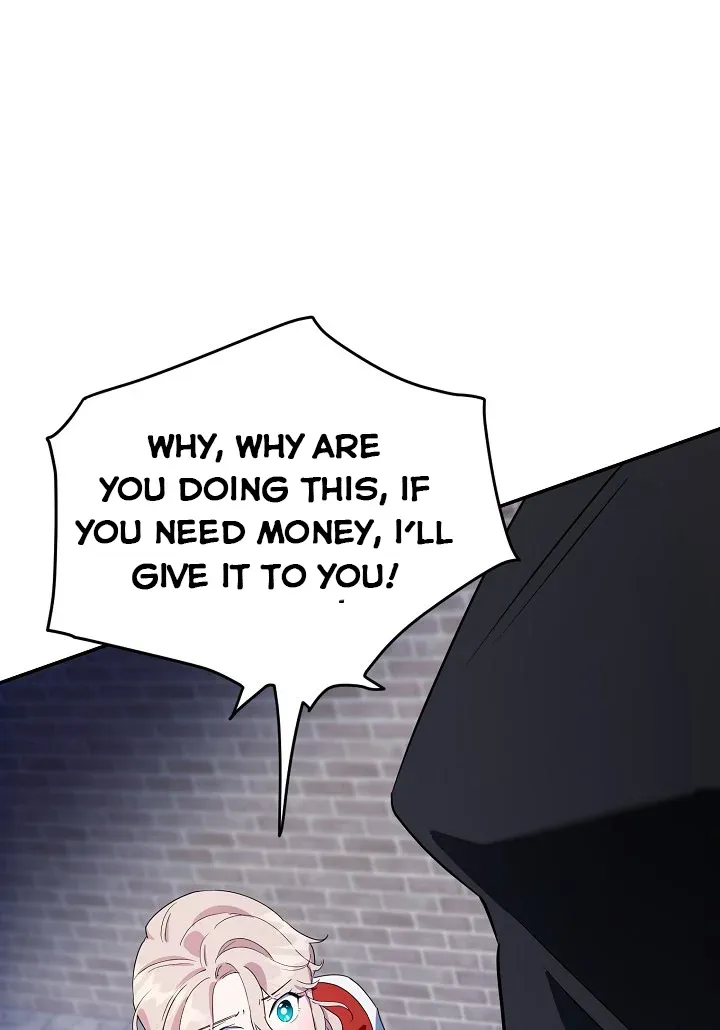 WHY, WHY ARE
YOU DOING THIS, IF
YOU NEED MONEY, I'LL
GIVE IT TO YOU!